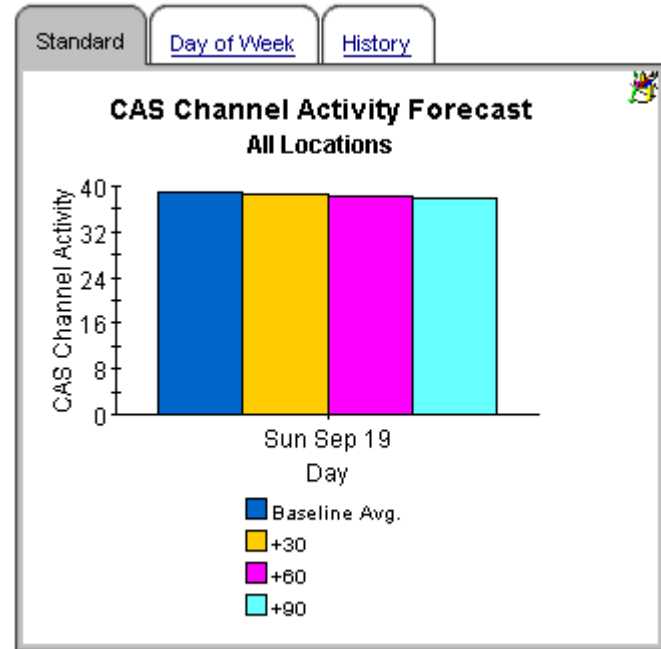 Standard
Day of Week
History
CAS Channel Activity Forecast
All Locations
CAS Channel Activity
40
32
24
16
8
0
Sun Sep 19
Day
Baseline Avg.
+30
+60
+90